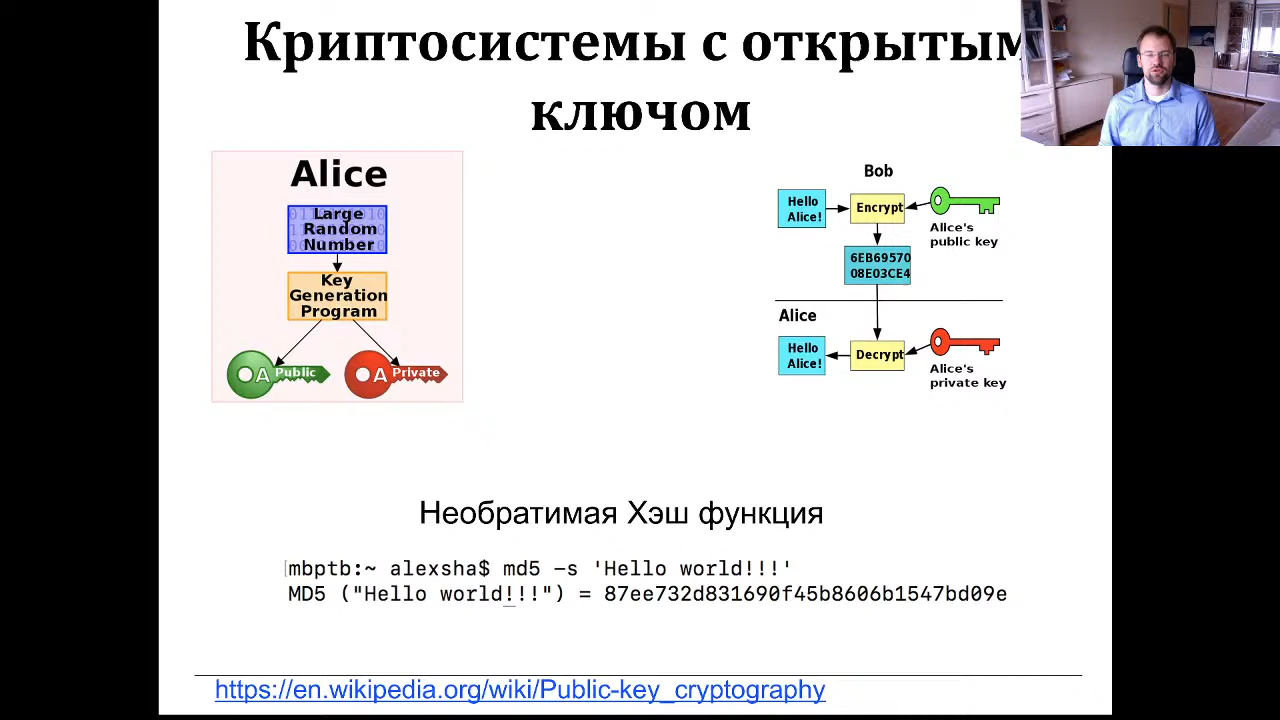 Криптосистемы с открытым
ключом
Alice
Large
Random
Number
Key
Generation
Program
A Public
A Private
Bob
Hello
Alice!
Encrypt
Alice's
public key
6EB69570
08E03CE4
Alice
Hello
Alice!
Decrypt
Alice's
private key
Необратимая Хэш функция
mbptb:~ alexsha$ md5 -s 'Hello world!!!'
MD5 ("Hello world!!!") = 87ee732d831690f45b8606b1547bd09e
https://en.wikipedia.org/wiki/Public-key_cryptography